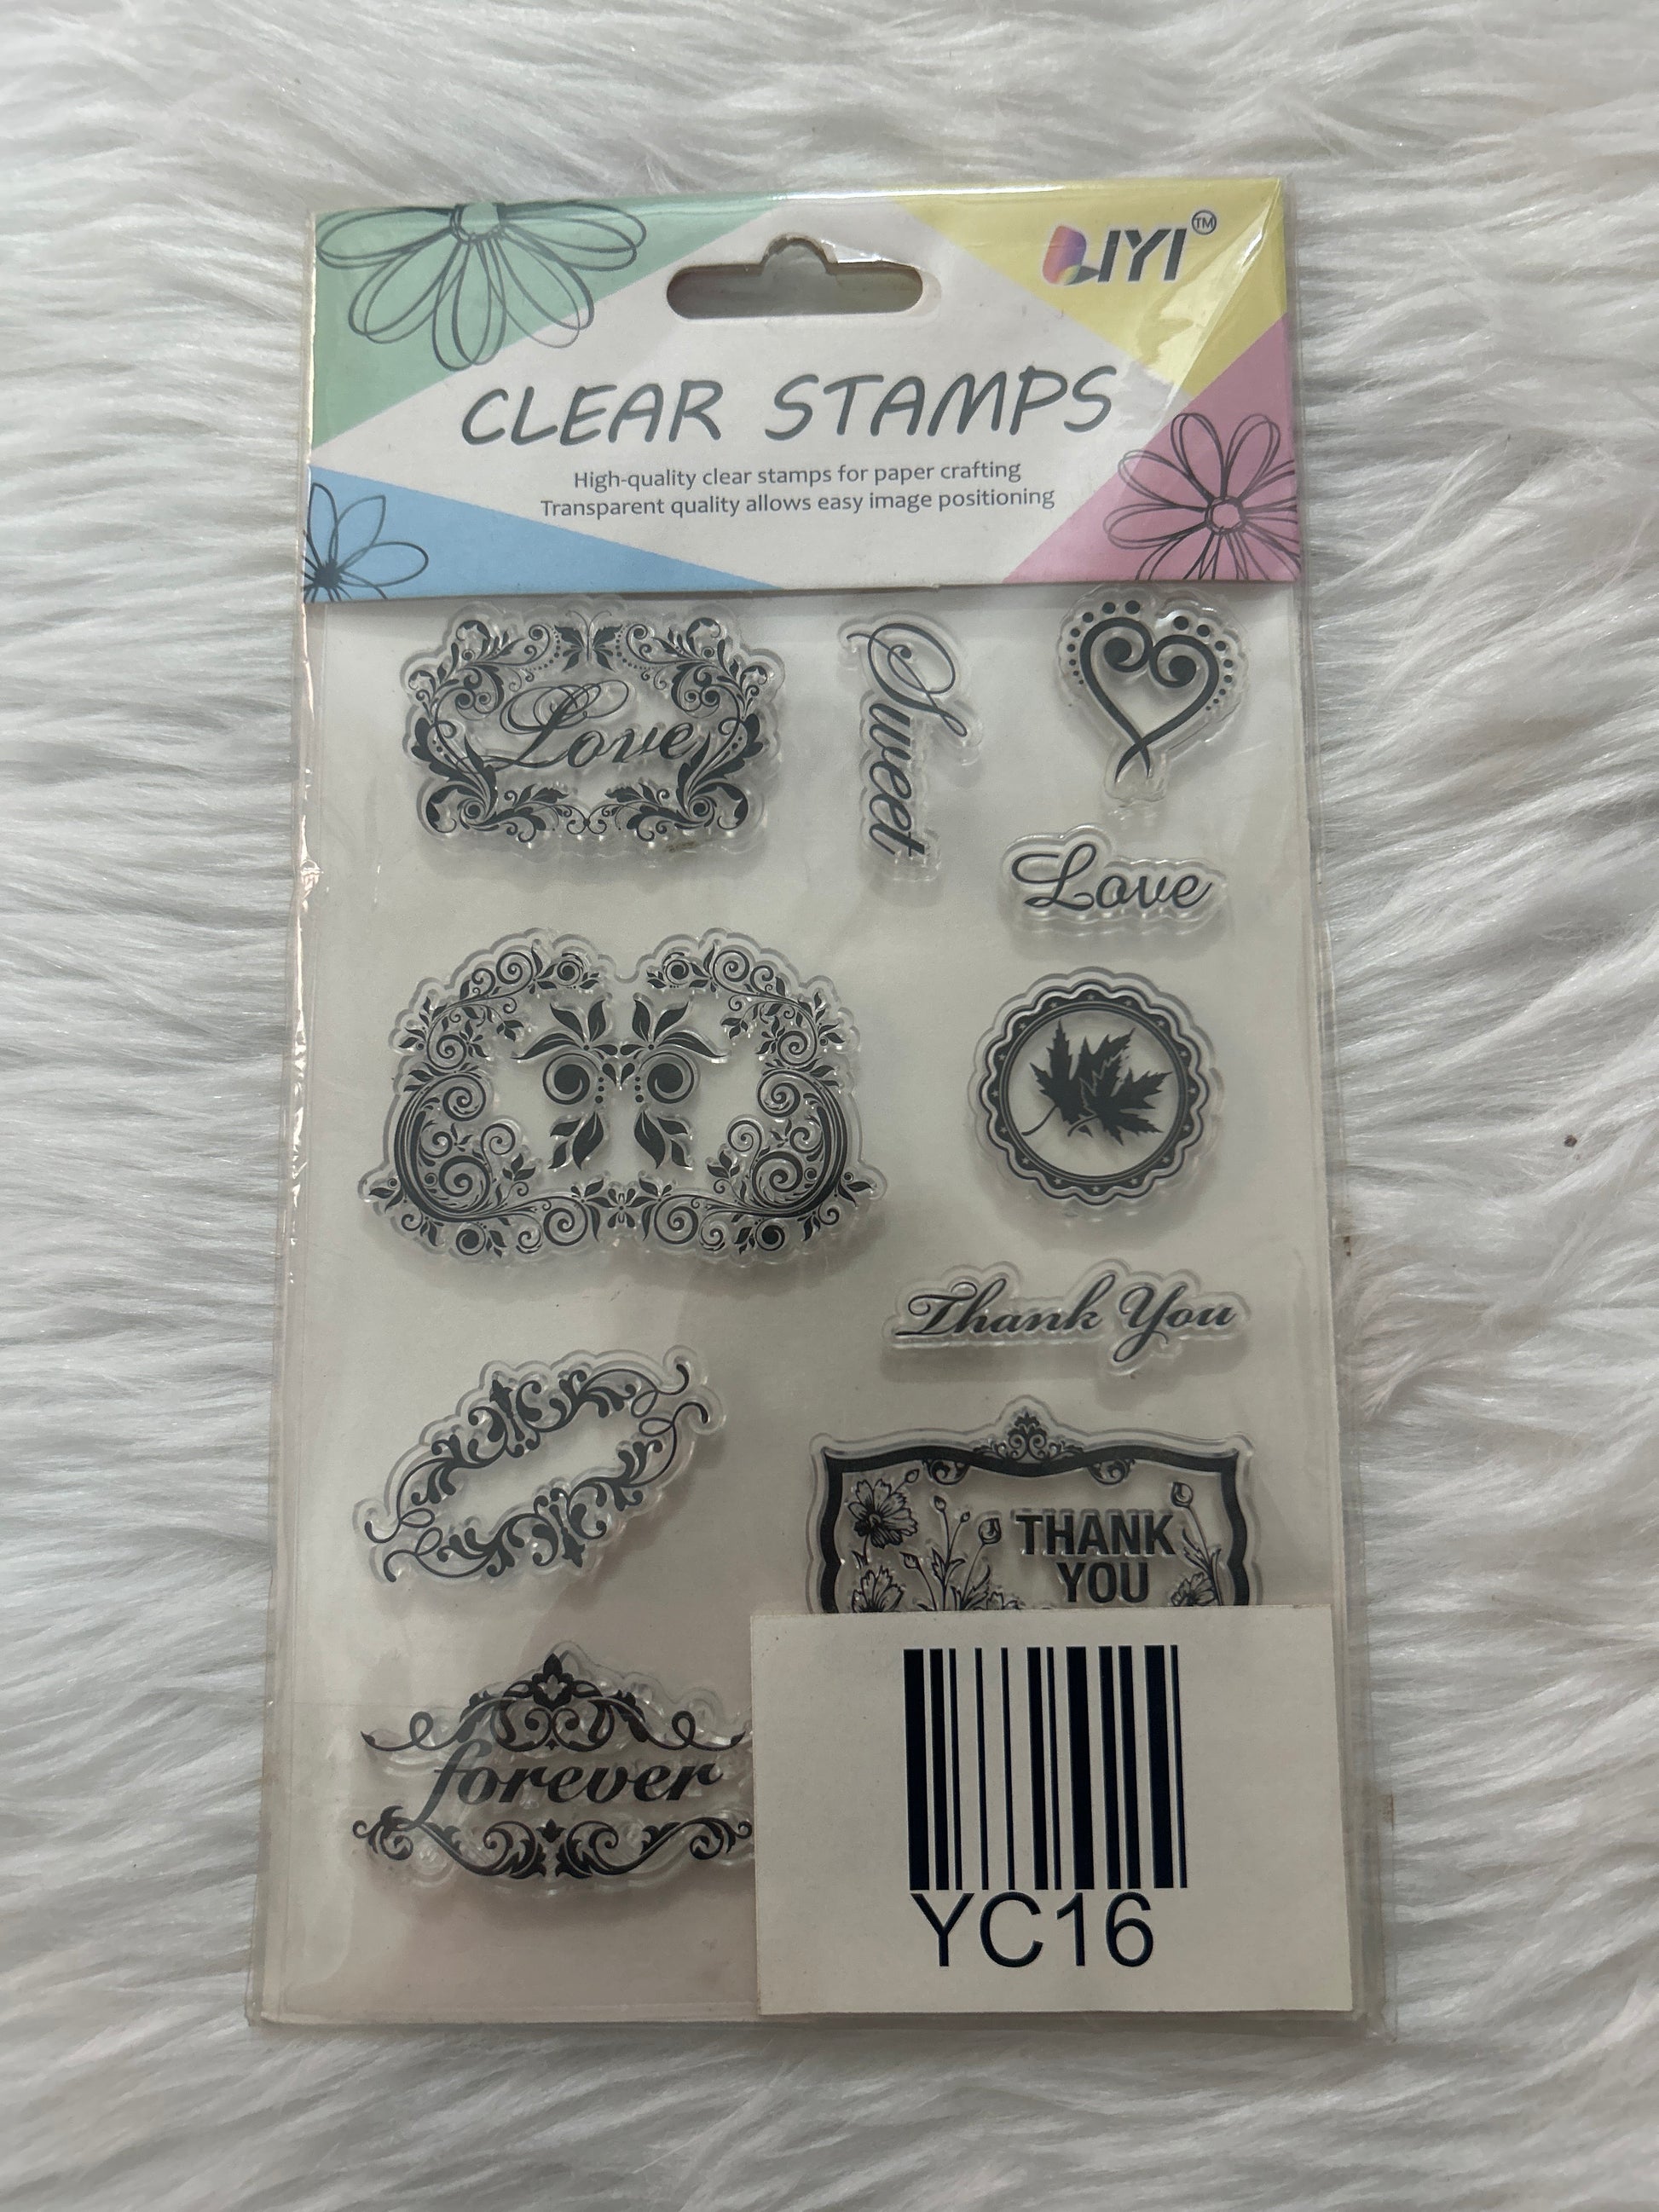 LIYI™
CLEAR STAMPS
High-quality clear stamps for paper crafting
Transparent quality allows easy image positioning
Love
Sweet
Love
Thank You
THANK
YOU
forever
YC16